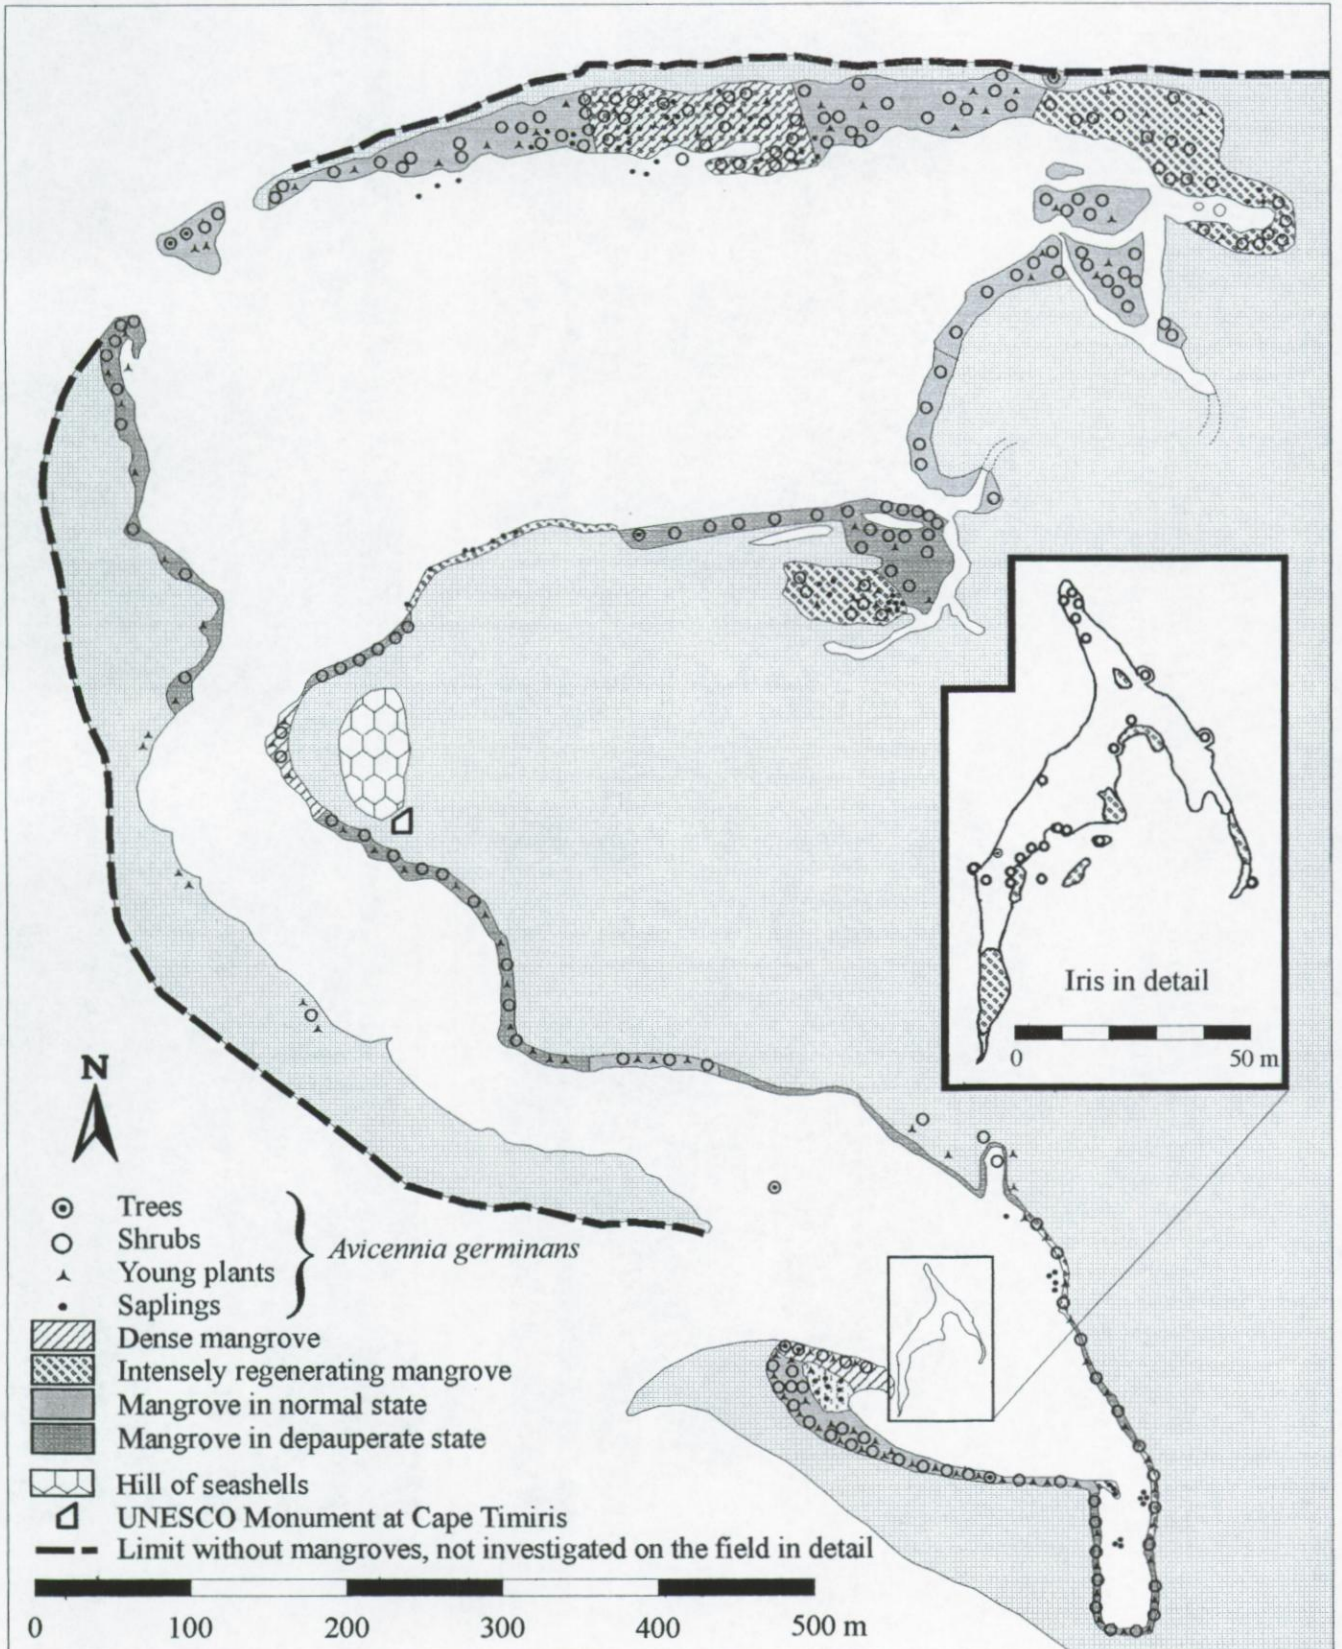 Iris in detail
0 50 m
N
Trees
Shrubs
Avicennia germinans
Young plants
Saplings
Dense mangrove
Intensely regenerating mangrove
Mangrove in normal state
Mangrove in depauperate state
Hill of seashells
UNESCO Monument at Cape Timiris
Limit without mangroves, not investigated on the field in detail
0 100 200 300 400 500 m